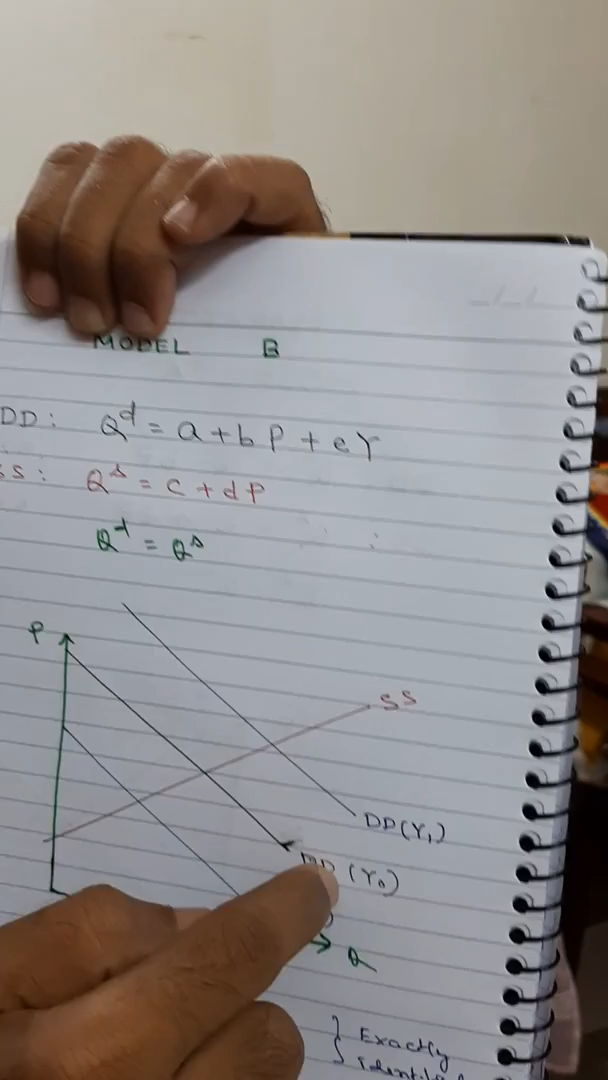 MODEL B
DD: Q^d = a + bP + eY
SS: Q^s = c + dP
Q^d = Q^s
P
SS
DD(Y₁)
DD (Y₀)
Q
} Exactly